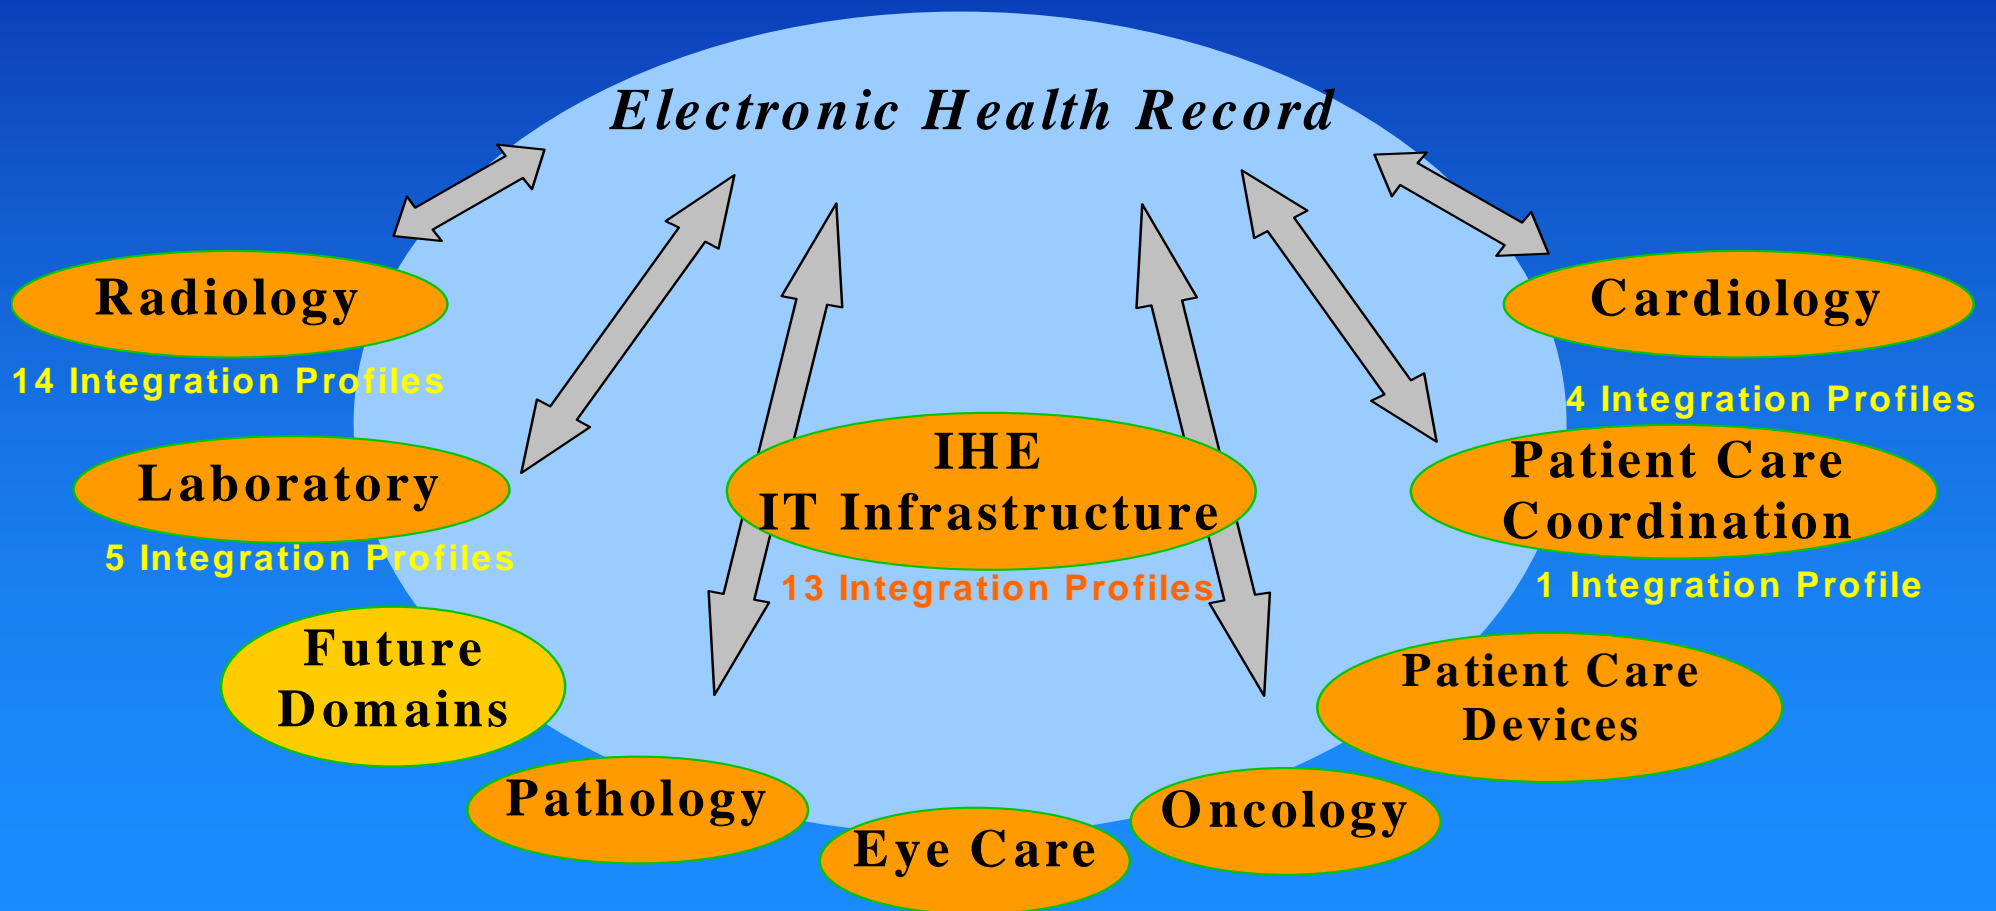 Electronic Health Record
Radiology
14 Integration Profiles
Cardiology
4 Integration Profiles
Laboratory
5 Integration Profiles
IHE
IT Infrastructure
13 Integration Profiles
Patient Care
Coordination
1 Integration Profile
Future
Domains
Patient Care
Devices
Pathology
Eye Care
Oncology